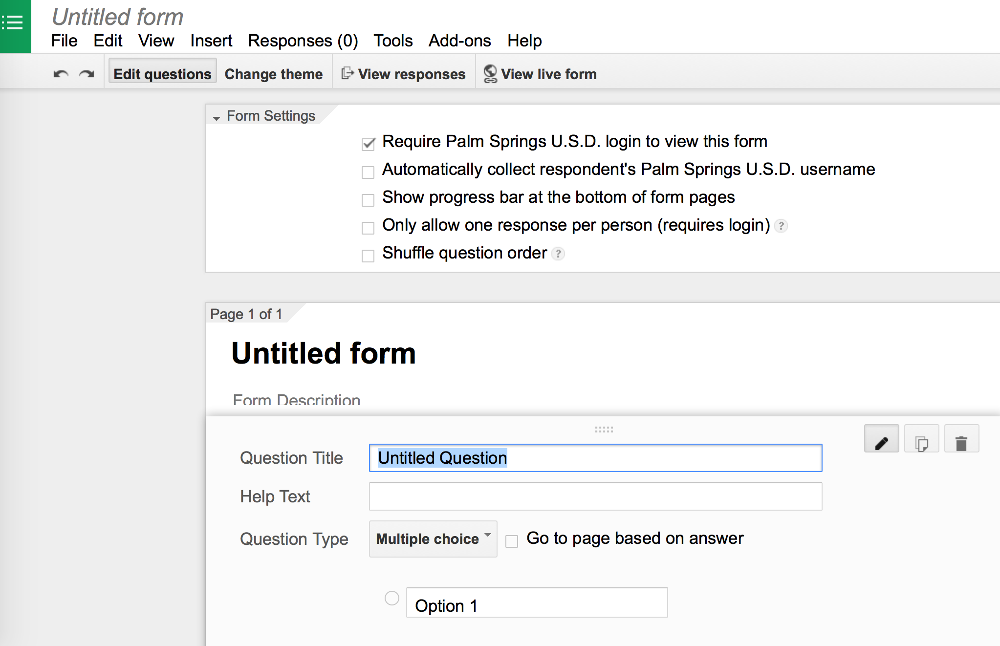 Untitled form
File Edit View Insert Responses (0) Tools Add-ons Help
Edit questions Change theme View responses View live form
Form Settings
Require Palm Springs U.S.D. login to view this form
Automatically collect respondent's Palm Springs U.S.D. username
Show progress bar at the bottom of form pages
Only allow one response per person (requires login) ?
Shuffle question order ?
Page 1 of 1
Untitled form
Form Description
Question Title Untitled Question
Help Text
Question Type Multiple choice Go to page based on answer
Option 1